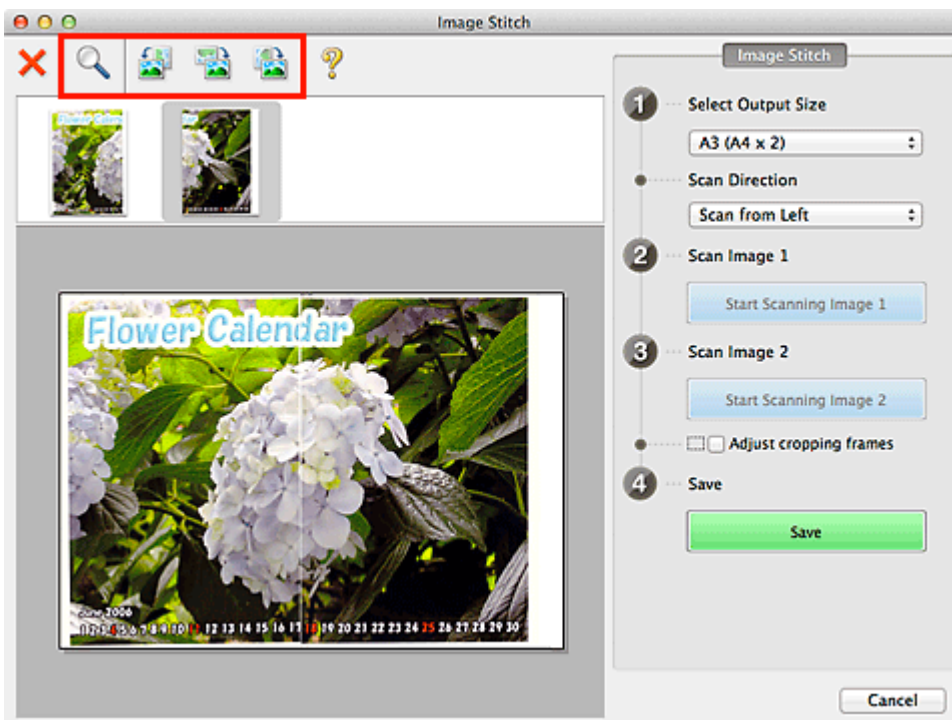 Image Stitch
Image Stitch
1 Select Output Size
A3 (A4 x 2)
Scan Direction
Scan from Left
2 Scan Image 1
Start Scanning Image 1
3 Scan Image 2
Start Scanning Image 2
Adjust cropping frames
4 Save
Save
Cancel
Flower Calendar
June 2006
1 2 3 4 5 6 7 8 9 10 11 12 13 14 15 16 17 18 19 20 21 22 23 24 25 26 27 28 29 30